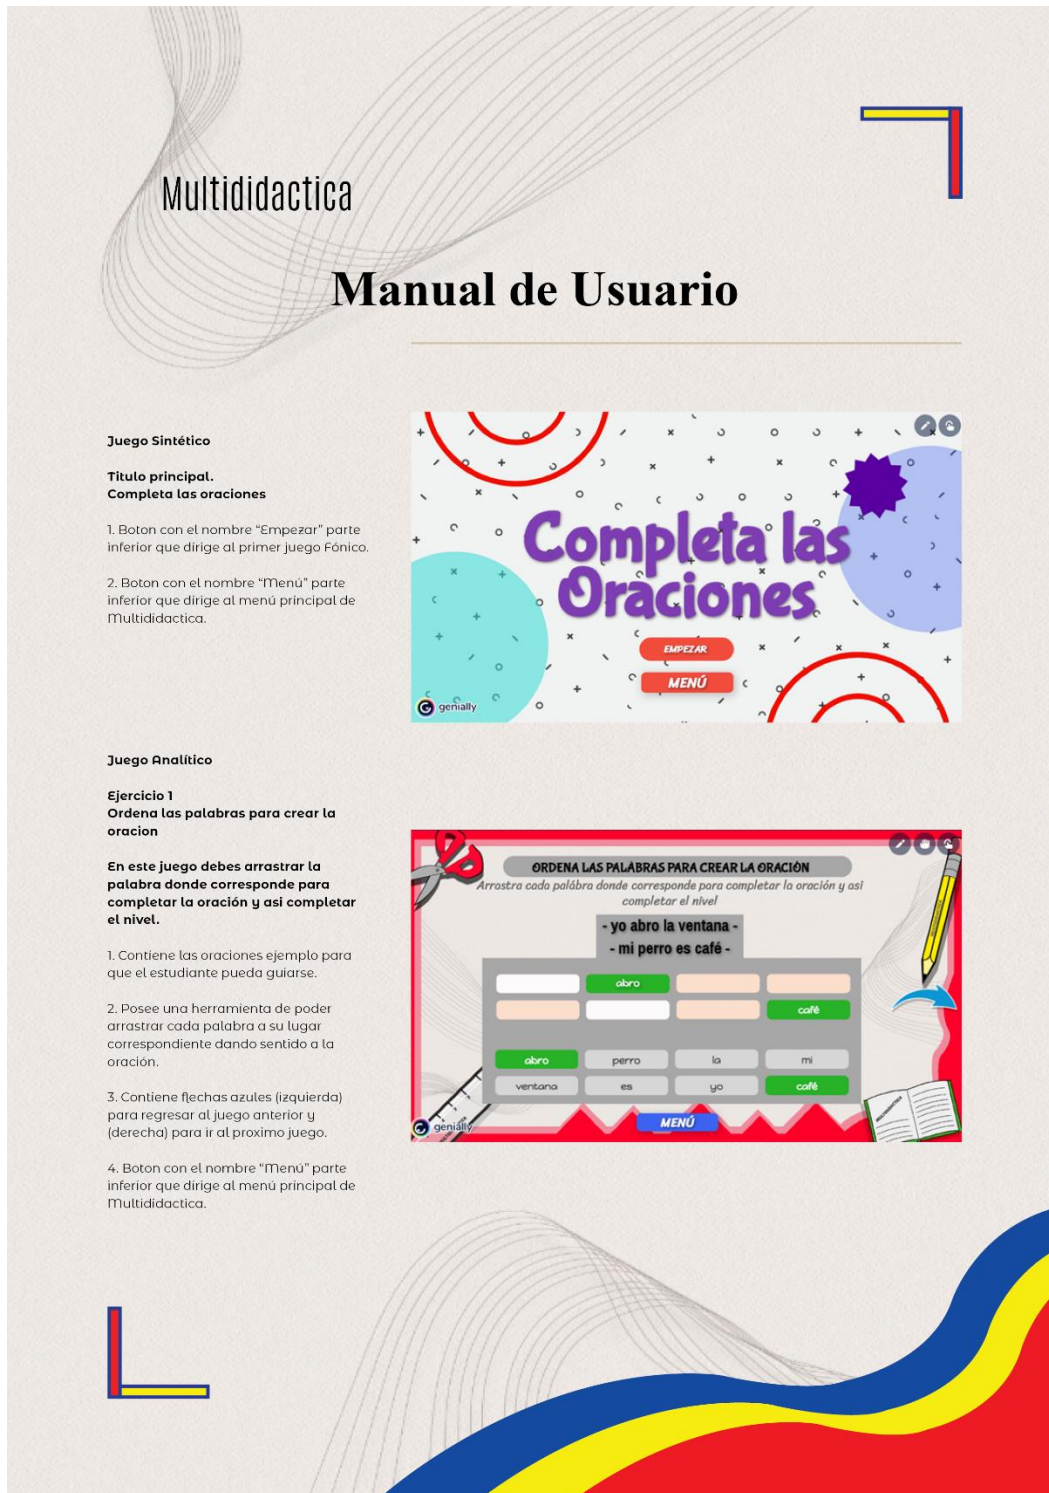 Multididactica
Manual de Usuario
Juego Sintético
Titulo principal.
Completa las oraciones
1. Boton con el nombre “Empezar” parte
inferior que dirige al primer juego Fónico.
2. Boton con el nombre “Menú” parte
inferior que dirige al menú principal de
Multididactica.
Completa las
Oraciones
EMPEZAR
MENÚ
genially
Juego Analítico
Ejercicio 1
Ordena las palabras para crear la
oracion
En este juego debes arrastrar la
palabra donde corresponde para
completar la oración y asi completar
el nivel.
1. Contiene las oraciones ejemplo para
que el estudiante pueda guiarse.
2. Posee una herramienta de poder
arrastrar cada palabra a su lugar
correspondiente dando sentido a la
oración.
3. Contiene flechas azules (izquierda)
para regresar al juego anterior y
(derecha) para ir al proximo juego.
4. Boton con el nombre “Menú” parte
inferior que dirige al menú principal de
Multididactica.
ORDENA LAS PALÁBRAS PARA CREAR LA ORACIÓN
Arrastra cada palábra donde corresponde para completar la oración y asi
completar el nivel
- yo abro la ventana -
- mi perro es café -
abro
café
abro perro la mi
ventana es yo café
MENÚ
genially